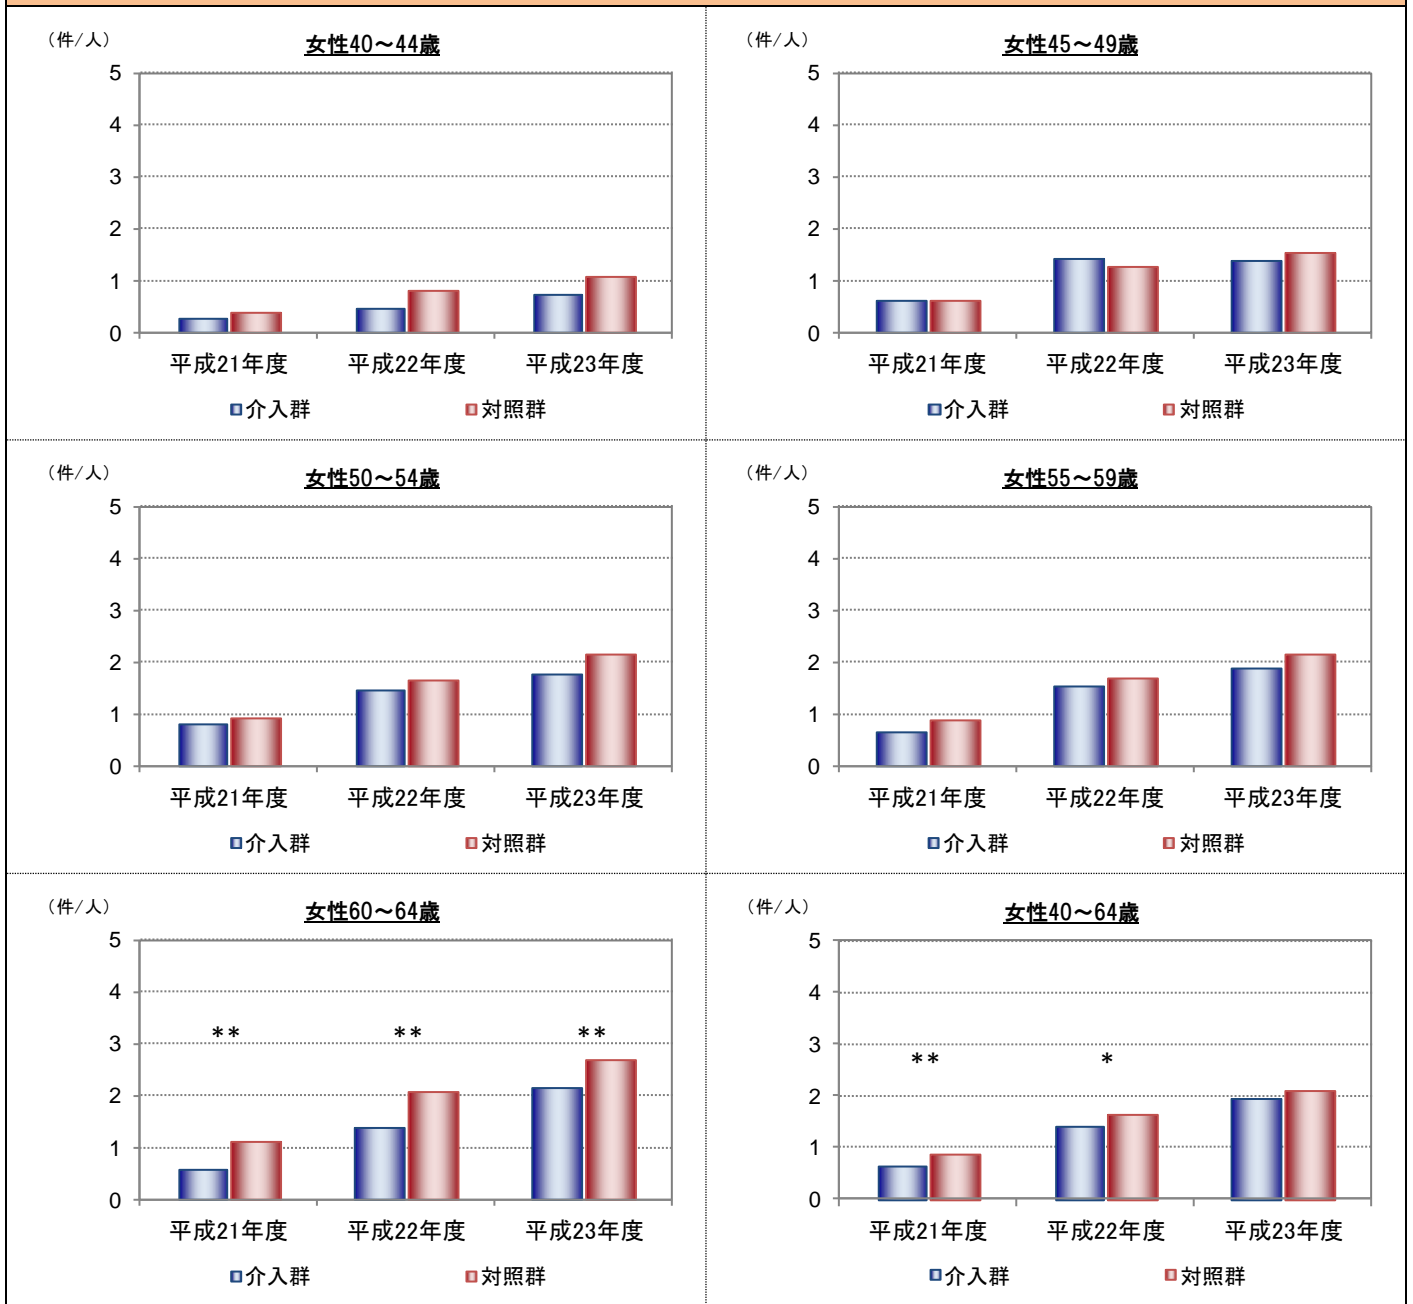 （件/人）
女性40～44歳
5
4
3
2
1
0
平成21年度 平成22年度 平成23年度
介入群 対照群
（件/人）
女性45～49歳
5
4
3
2
1
0
平成21年度 平成22年度 平成23年度
介入群 対照群
（件/人）
女性50～54歳
5
4
3
2
1
0
平成21年度 平成22年度 平成23年度
介入群 対照群
（件/人）
女性55～59歳
5
4
3
2
1
0
平成21年度 平成22年度 平成23年度
介入群 対照群
（件/人）
女性60～64歳
5
4
** ** **
3
2
1
0
平成21年度 平成22年度 平成23年度
介入群 対照群
（件/人）
女性40～64歳
5
4
3
** *
2
1
0
平成21年度 平成22年度 平成23年度
介入群 対照群